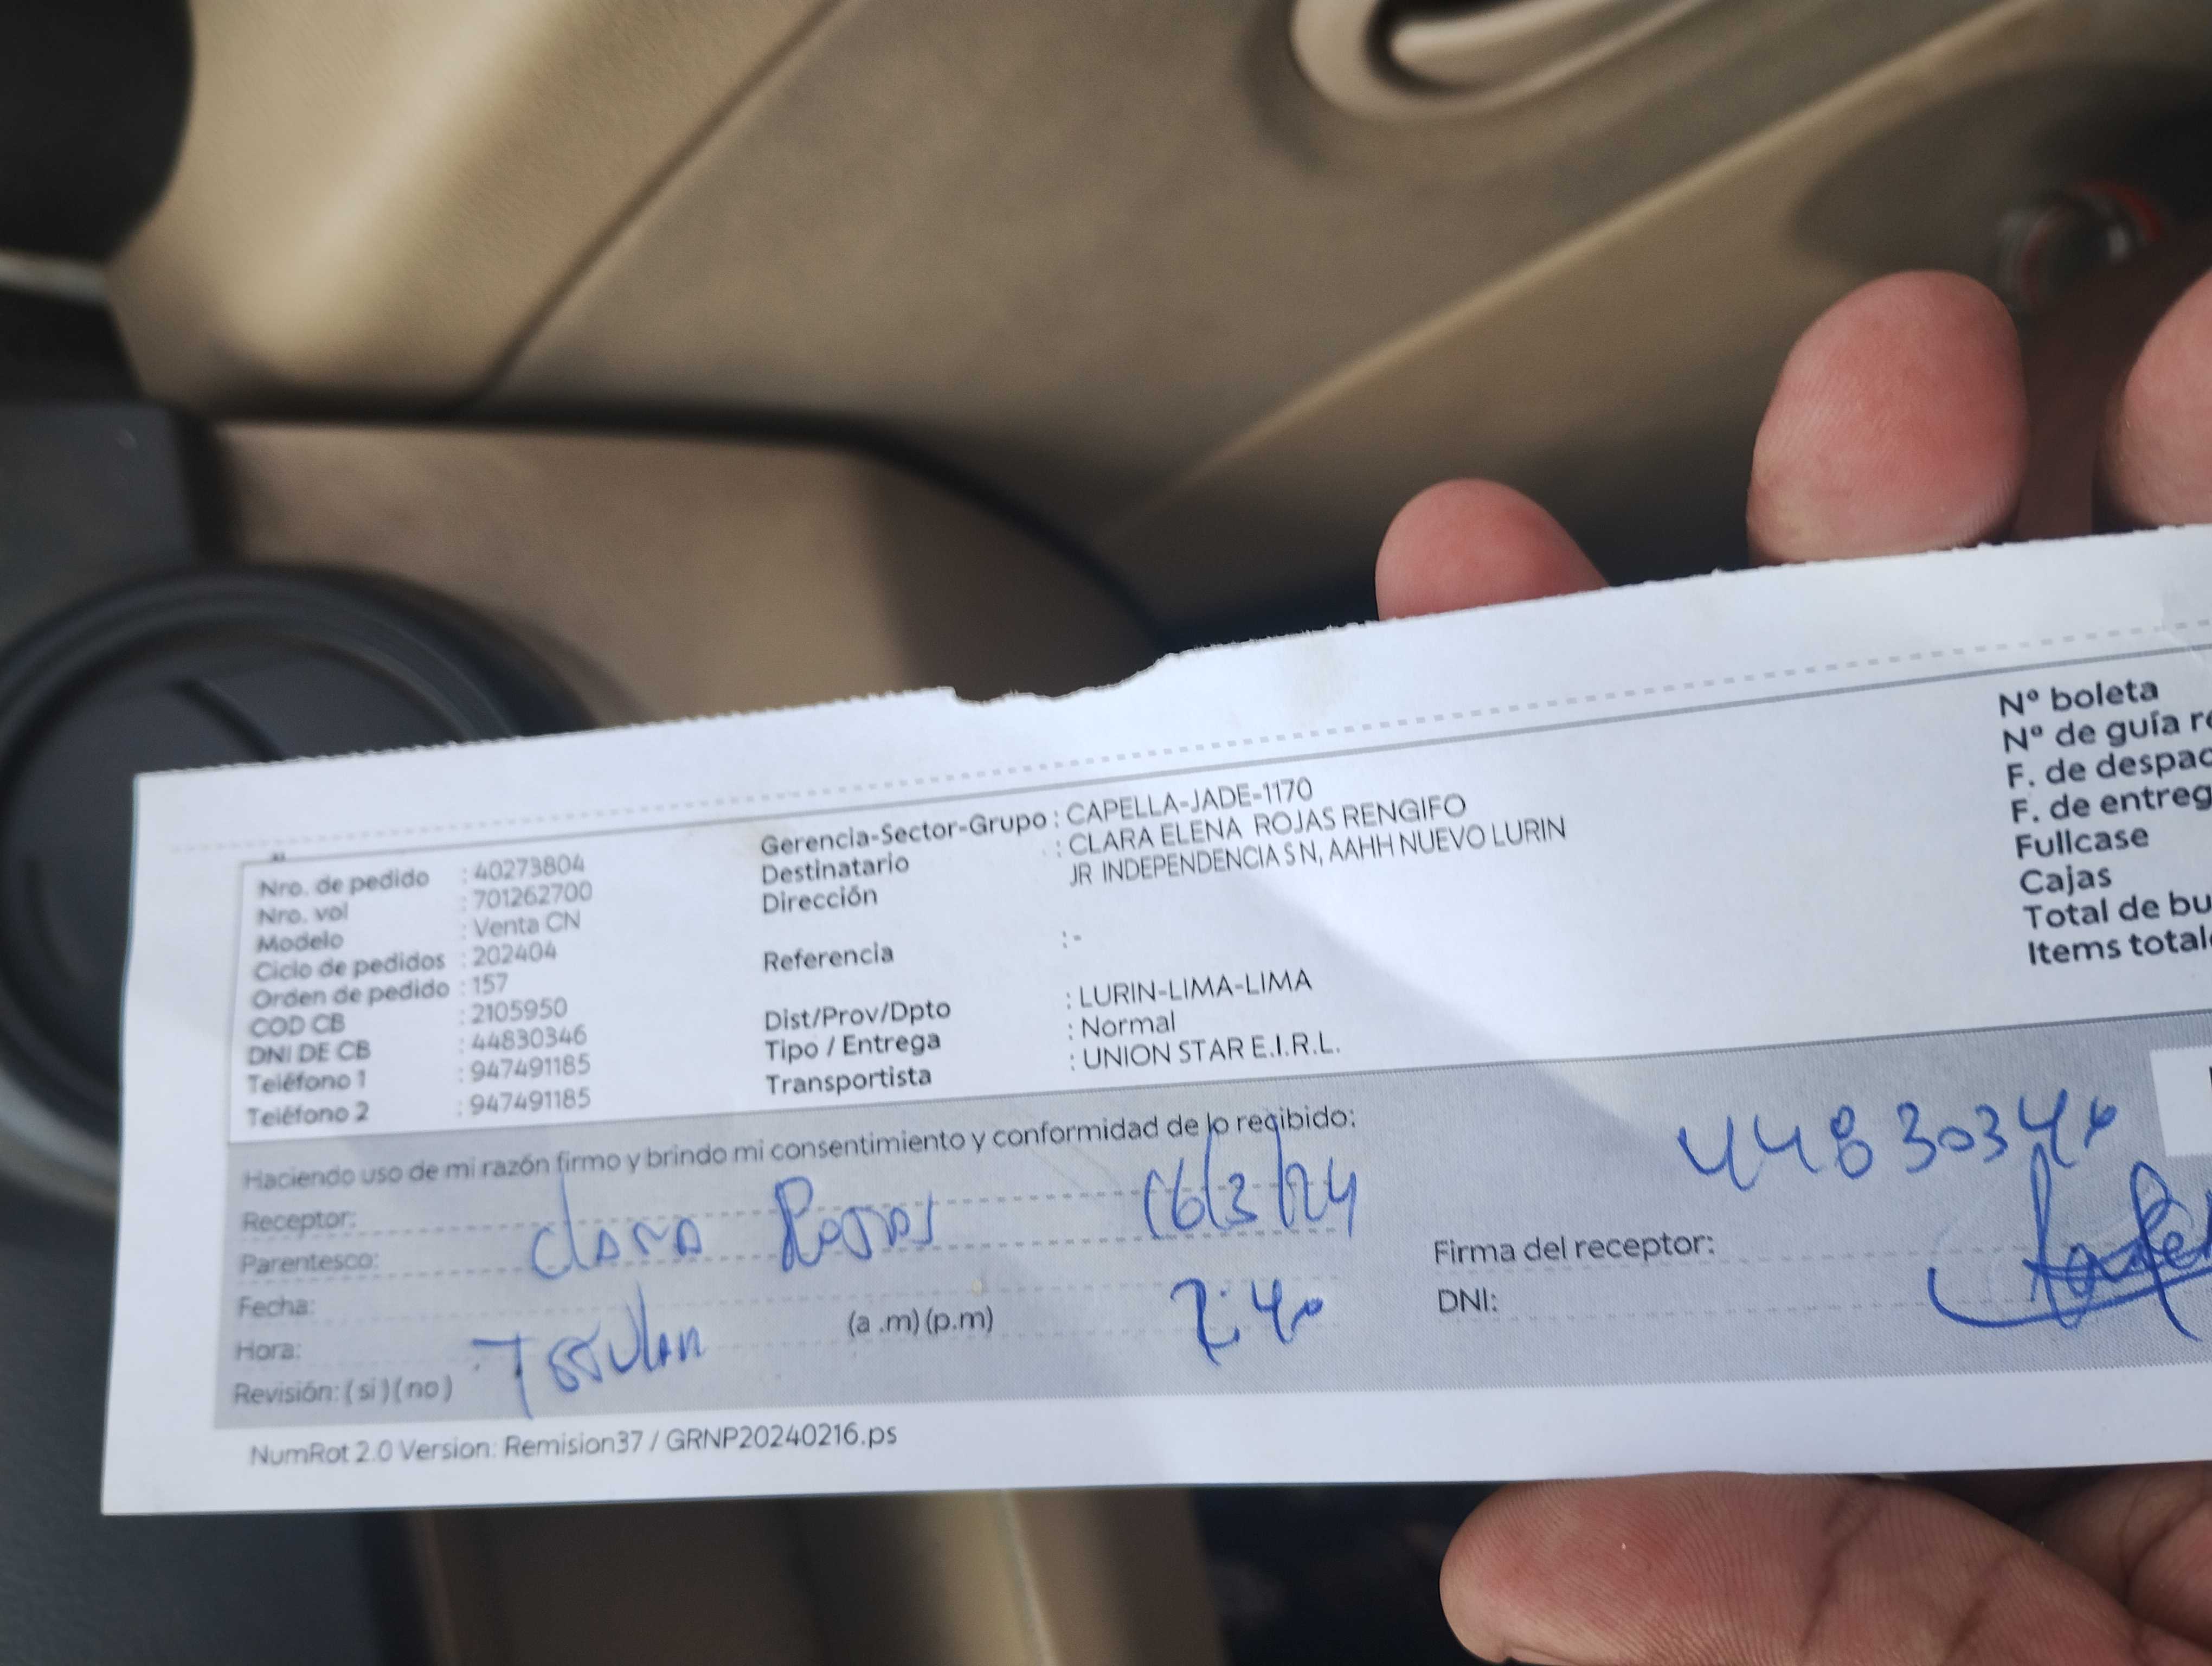 Nro. de pedido : 40273804
Nro. vol : 701262700
Modelo : Venta CN
Ciclo de pedidos : 202404
Orden de pedido : 157
COD CB : 2105950
DNI DE CB : 44830346
Teléfono 1 : 947491185
Teléfono 2 : 947491185
Gerencia-Sector-Grupo : CAPELLA-JADE-1170
Destinatario : CLARA ELENA ROJAS RENGIFO
Dirección JR INDEPENDENCIA S N, AAHH NUEVO LURIN
Referencia : -
Dist/Prov/Dpto : LURIN-LIMA-LIMA
Tipo / Entrega : Normal
Transportista : UNION STAR E.I.R.L.
Nº boleta
Nº de guía re
F. de despac
F. de entreg
Fullcase
Cajas
Total de bu
Items total
Haciendo uso de mi razón firmo y brindo mi consentimiento y conformidad de lo recibido:
Receptor: Clara Rojas 16/3/24
Parentesco:
Fecha:
Hora: Titular (a .m) (p.m) 2:40
Revisión: ( si ) ( no )
4483034
Firma del receptor:
DNI:
NumRot 2.0 Version: Remision37 / GRNP20240216.ps